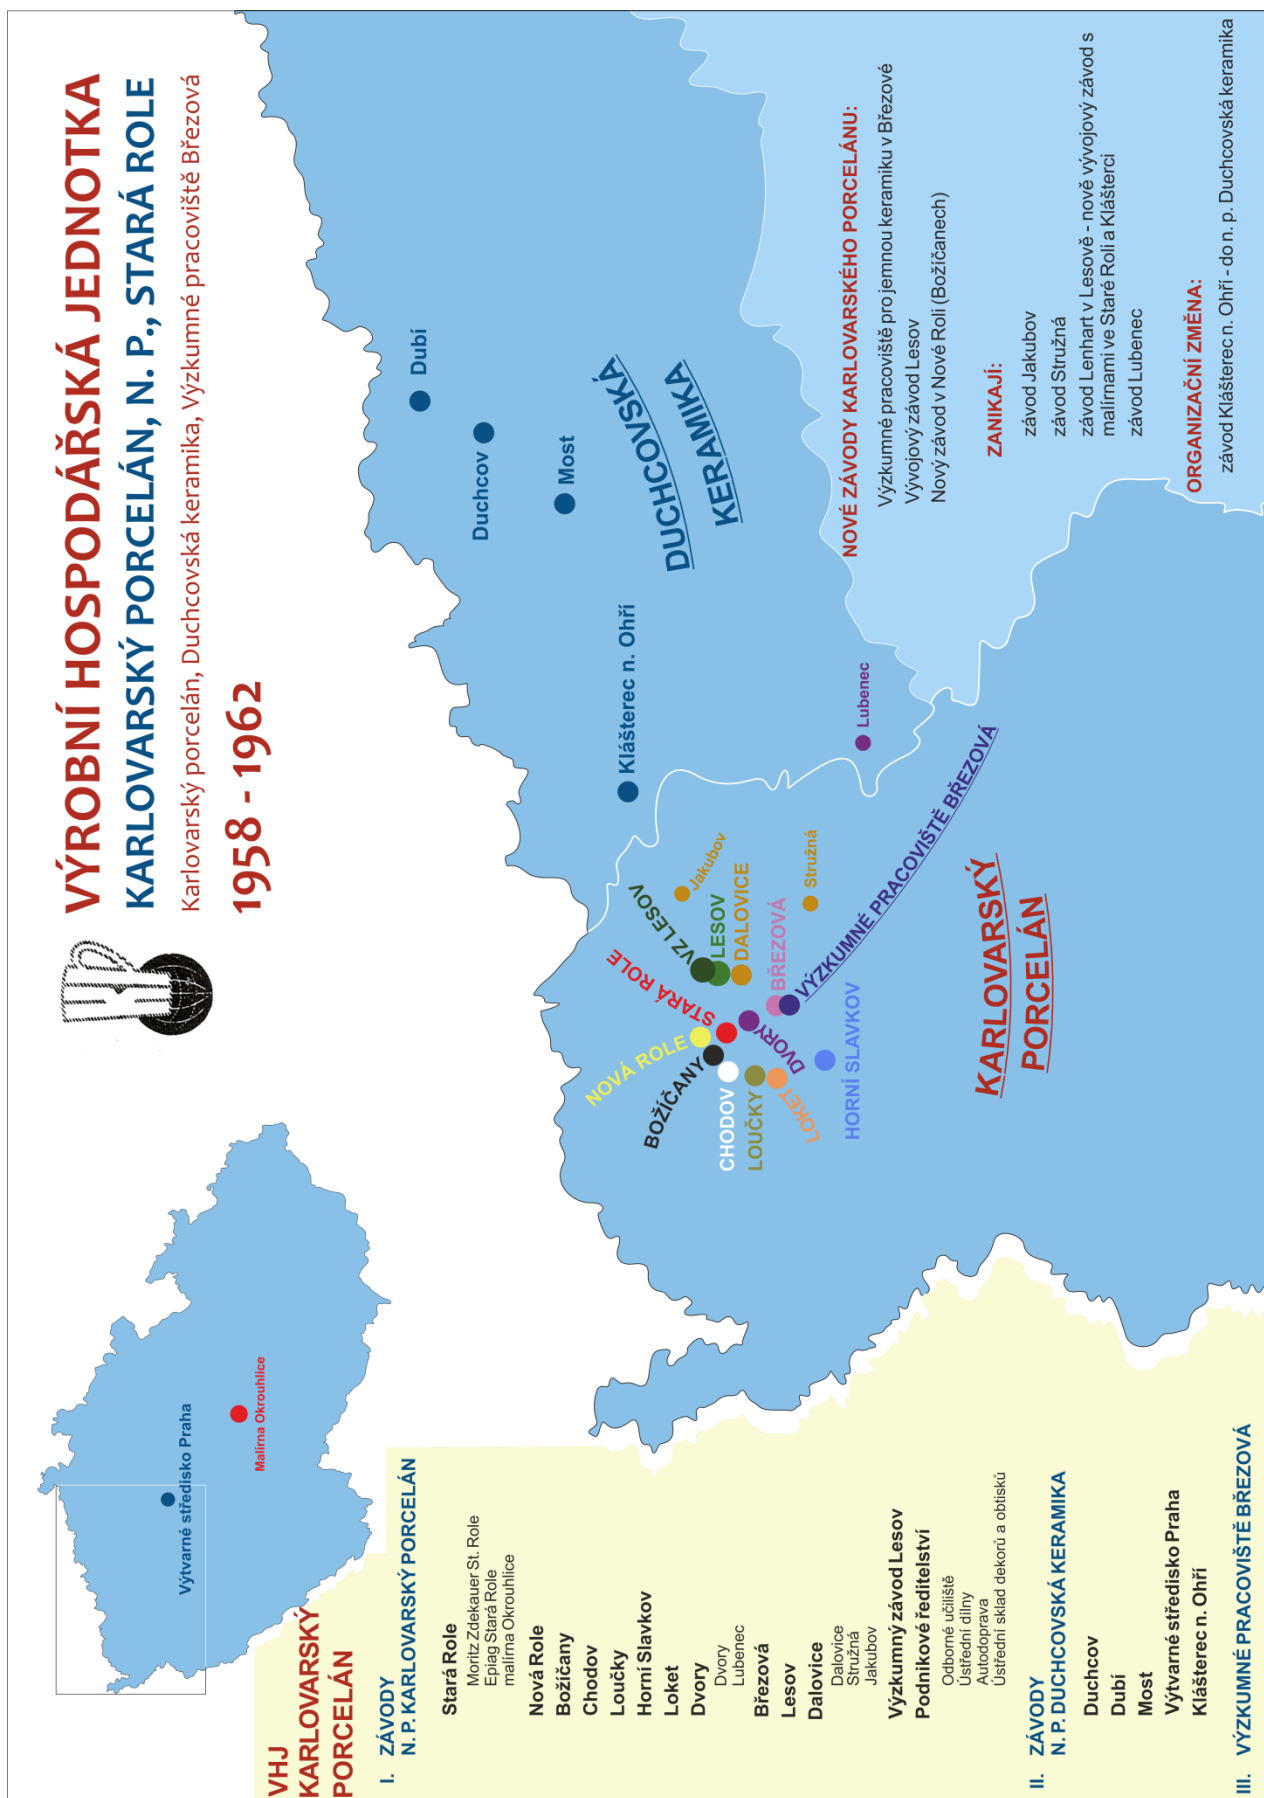 VÝROBNÍ HOSPODÁŘSKÁ JEDNOTKA
KARLOVARSKÝ PORCELÁN, N. P., STARÁ ROLE
Karlovarský porcelán, Duchcovská keramika, Výzkumné pracoviště Březová
1958 - 1962
Výtvarné středisko Praha
Malírna Okrouhlice
VHJ
KARLOVARSKÝ
PORCELÁN
I. ZÁVODY
N. P. KARLOVARSKÝ PORCELÁN
Stará Role
Moritz Zdekauer St. Role
Epiag Stará Role
malírna Okrouhlice
Nová Role
Božíčany
Chodov
Loučky
Horní Slavkov
Loket
Dvory
Dvory
Lubenec
Březová
Lesov
Dalovice
Dalovice
Stružná
Jakubov
Výzkumný závod Lesov
Podnikové ředitelství
Odborné učiliště
Ústřední dílny
Autodoprava
Ústřední sklad dekorů a obtisků
II. ZÁVODY
N. P. DUCHCOVSKÁ KERAMIKA
Duchcov
Dubí
Most
Výtvarné středisko Praha
Klášterec n. Ohří
III. VÝZKUMNÉ PRACOVIŠTĚ BŘEZOVÁ
Dubí
Duchcov
Most
Klášterec n. Ohří
DUCHCOVSKÁ
KERAMIKA
NOVÁ ROLE
BOŽÍČANY
CHODOV
LOUČKY
LOKET
HORNÍ SLAVKOV
STARÁ ROLE
DVORY
VZ LESOV
LESOV
DALOVICE
BŘEZOVÁ
VÝZKUMNÉ PRACOVIŠTĚ BŘEZOVÁ
Jakubov
Stružná
Lubenec
KARLOVARSKÝ
PORCELÁN
NOVÉ ZÁVODY KARLOVARSKÉHO PORCELÁNU:
Výzkumné pracoviště pro jemnou keramiku v Březové
Vývojový závod Lesov
Nový závod v Nové Roli (Božíčanech)
ZANIKAJÍ:
závod Jakubov
závod Stružná
závod Lenhart v Lesově - nově vývojový závod s
malírnami ve Staré Roli a Klášterci
závod Lubenec
ORGANIZAČNÍ ZMĚNA:
závod Klášterec n. Ohří - do n. p. Duchcovská keramika